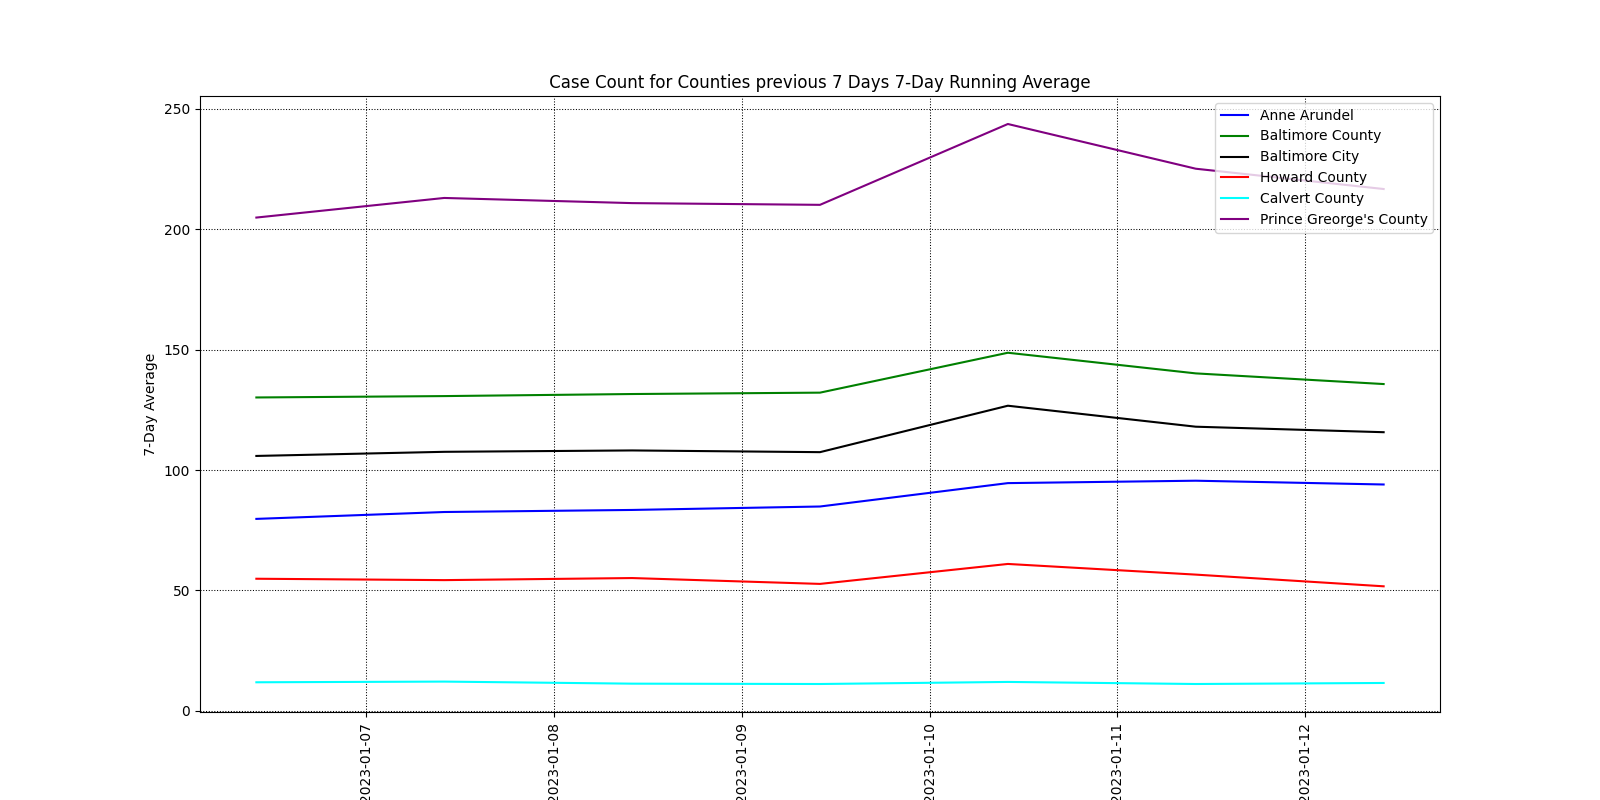 Case Count for Counties previous 7 Days 7-Day Running Average
250
200
150
100
50
0
7-Day Average
Anne Arundel
Baltimore County
Baltimore City
Howard County
Calvert County
Prince Greorge's County
2023-01-07
2023-01-08
2023-01-09
2023-01-10
2023-01-11
2023-01-12